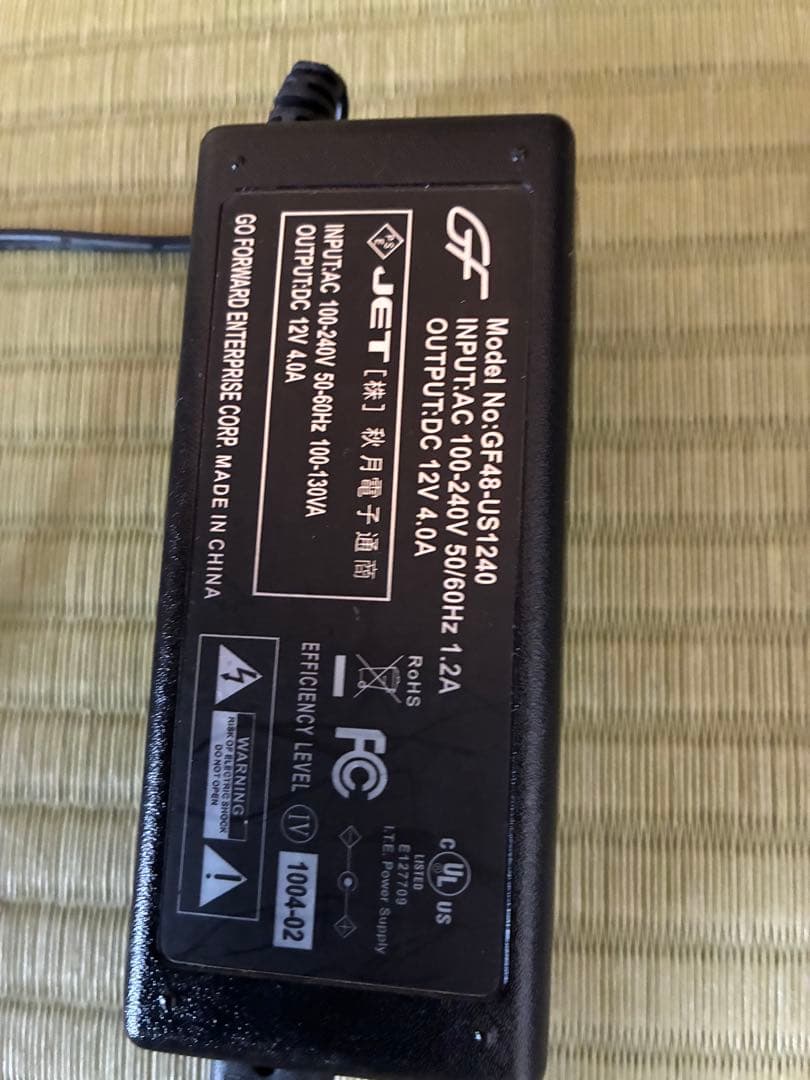 GF
Model No:GF48-US1240
INPUT:AC 100-240V 50/60Hz 1.2A
OUTPUT:DC 12V 4.0A
PSE JET [株] 秋月電子通商
INPUT:AC 100-240V 50-60Hz 100-130VA
OUTPUT:DC 12V 4.0A
GO FORWARD ENTERPRISE CORP. MADE IN CHINA
C UL US
LISTED
E127709
I.T.E. Power Supply
RoHS
FC
EFFICIENCY LEVEL IV
1004-02
WARNING
RISK OF ELECTRIC SHOCK
DO NOT OPEN